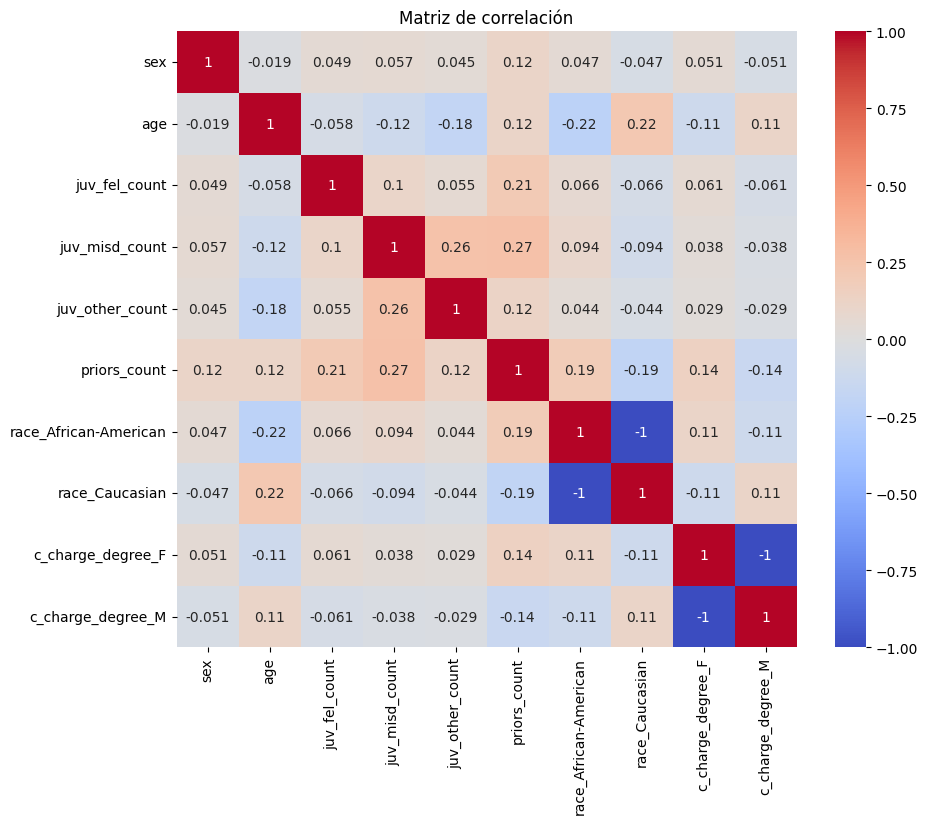 Matriz de correlación
sex 1 -0.019 0.049 0.057 0.045 0.12 0.047 -0.047 0.051 -0.051
age -0.019 1 -0.058 -0.12 -0.18 0.12 -0.22 0.22 -0.11 0.11
juv_fel_count 0.049 -0.058 1 0.1 0.055 0.21 0.066 -0.066 0.061 -0.061
juv_misd_count 0.057 -0.12 0.1 1 0.26 0.27 0.094 -0.094 0.038 -0.038
juv_other_count 0.045 -0.18 0.055 0.26 1 0.12 0.044 -0.044 0.029 -0.029
priors_count 0.12 0.12 0.21 0.27 0.12 1 0.19 -0.19 0.14 -0.14
race_African-American 0.047 -0.22 0.066 0.094 0.044 0.19 1 -1 0.11 -0.11
race_Caucasian -0.047 0.22 -0.066 -0.094 -0.044 -0.19 -1 1 -0.11 0.11
c_charge_degree_F 0.051 -0.11 0.061 0.038 0.029 0.14 0.11 -0.11 1 -1
c_charge_degree_M -0.051 0.11 -0.061 -0.038 -0.029 -0.14 -0.11 0.11 -1 1
sex
age
juv_fel_count
juv_misd_count
juv_other_count
priors_count
race_African-American
race_Caucasian
c_charge_degree_F
c_charge_degree_M
1.00
0.75
0.50
0.25
0.00
−0.25
−0.50
−0.75
−1.00